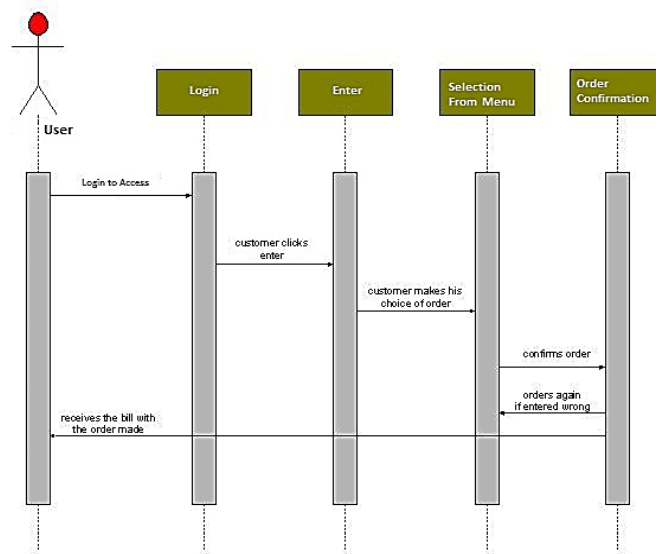 User
Login
Enter
Selection
From Menu
Order
Confirmation
Login to Access
customer clicks
enter
customer makes his
choice of order
confirms order
orders again
if entered wrong
receives the bill with
the order made